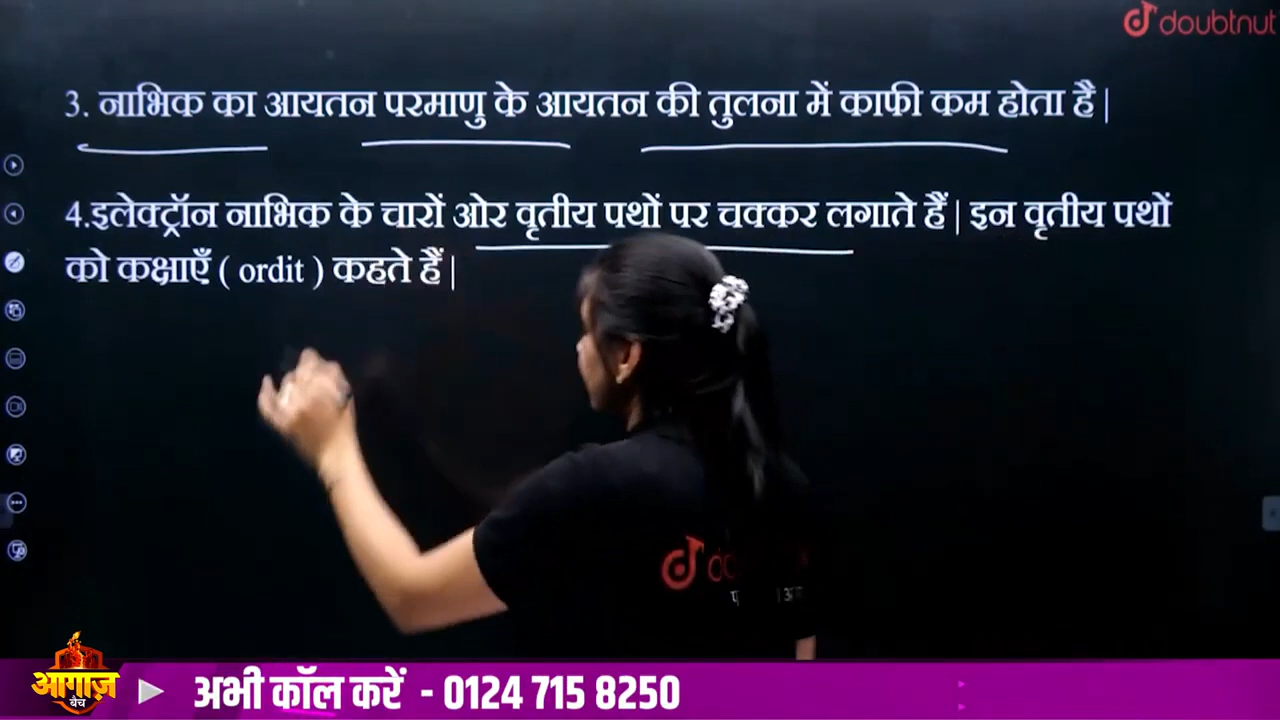 doubtnut
3. नाभिक का आयतन परमाणु के आयतन की तुलना में काफी कम होता है |
4.इलेक्ट्रॉन नाभिक के चारों ओर वृतीय पथों पर चक्कर लगाते हैं | इन वृतीय पथों
को कक्षाएँ ( ordit ) कहते हैं |
आगाज़
बैच
अभी कॉल करें - 0124 715 8250